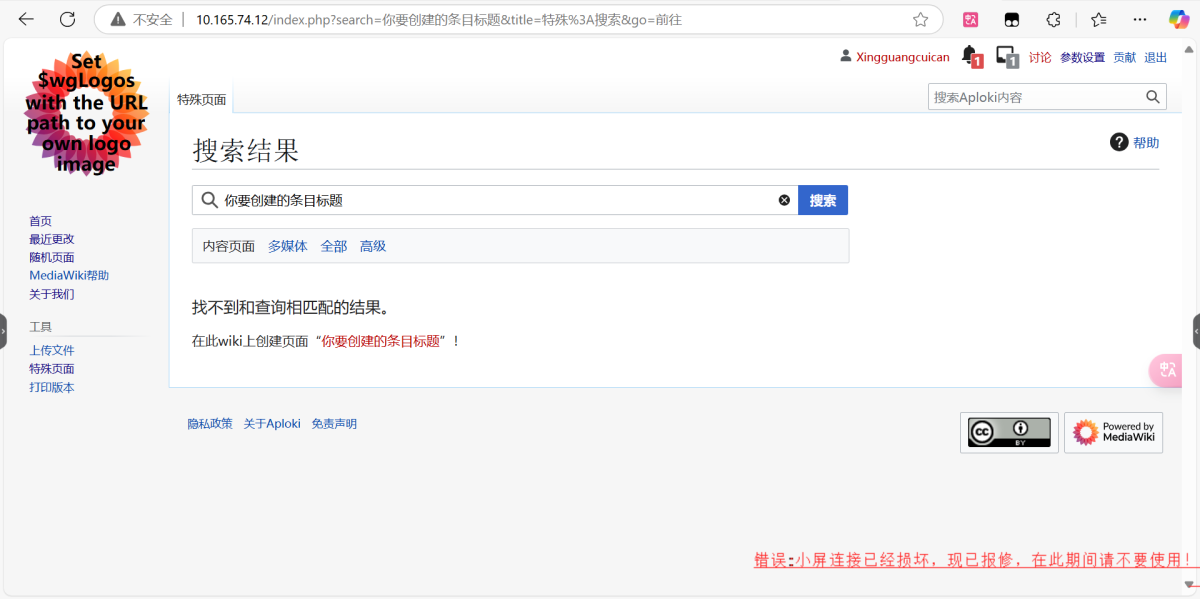 不安全 10.165.74.12/index.php?search=你要创建的条目标题&title=特殊%3A搜索&go=前往
Xingguangcuican 1 1 讨论 参数设置 贡献 退出
Set
$wgLogos
with the URL
path to your
own logo
image
特殊页面
搜索Aploki内容
搜索结果
? 帮助
你要创建的条目标题 搜索
内容页面 多媒体 全部 高级
找不到和查询相匹配的结果。
在此wiki上创建页面“你要创建的条目标题”！
首页
最近更改
随机页面
MediaWiki帮助
关于我们
工具
上传文件
特殊页面
打印版本
中A
隐私政策 关于Aploki 免责声明
cc BY
Powered by
MediaWiki
错误:小屏连接已经损坏，现已报修，在此期间请不要使用！